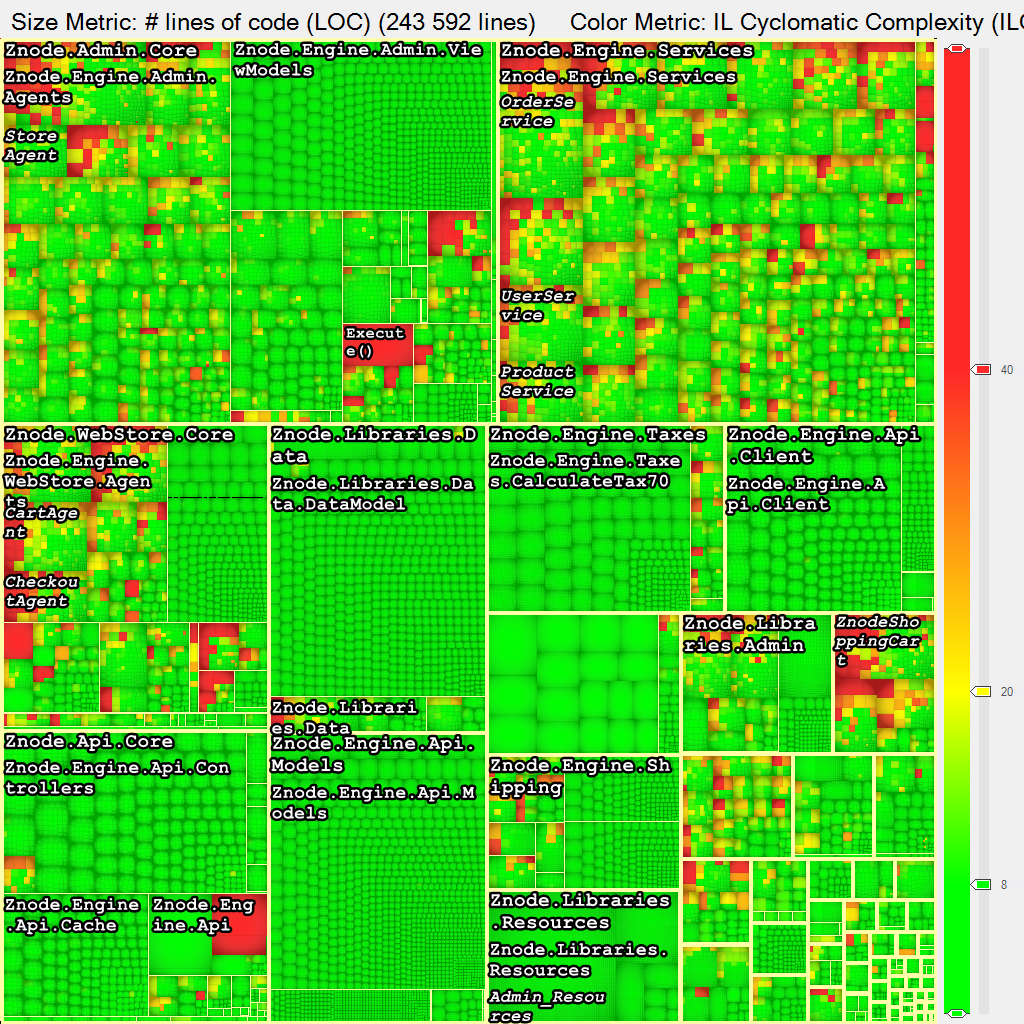 Size Metric: # lines of code (LOC) (243 592 lines)
Color Metric: IL Cyclomatic Complexity (ILC
Znode.Admin.Core
Znode.Engine.Admin.
Agents
Store
Agent
Znode.Engine.Admin.Vie
wModels
Execut
e()
Znode.Engine.Services
Znode.Engine.Services
OrderSe
rvice
UserSer
vice
Product
Service
40
20
8
Znode.WebStore.Core
Znode.Engine.
WebStore.Agen
ts
CartAge
nt
Checkou
tAgent
Znode.Libraries.D
ata
Znode.Libraries.Da
ta.DataModel
Znode.Engine.Taxes
Znode.Engine.Taxe
s.CalculateTax70
Znode.Engine.Api
.Client
Znode.Engine.A
pi.Client
Znode.Libra
ries.Admin
ZnodeSho
ppingCar
t
Znode.Librari
es.Data
Znode.Api.Core
Znode.Engine.Api.Con
trollers
Znode.Engine.Api.
Models
Znode.Engine.Api.M
odels
Znode.Engine.Sh
ipping
Znode.Engine
.Api.Cache
Znode.Eng
ine.Api
Znode.Libraries
.Resources
Znode.Libraries.
Resources
Admin_Resou
rces